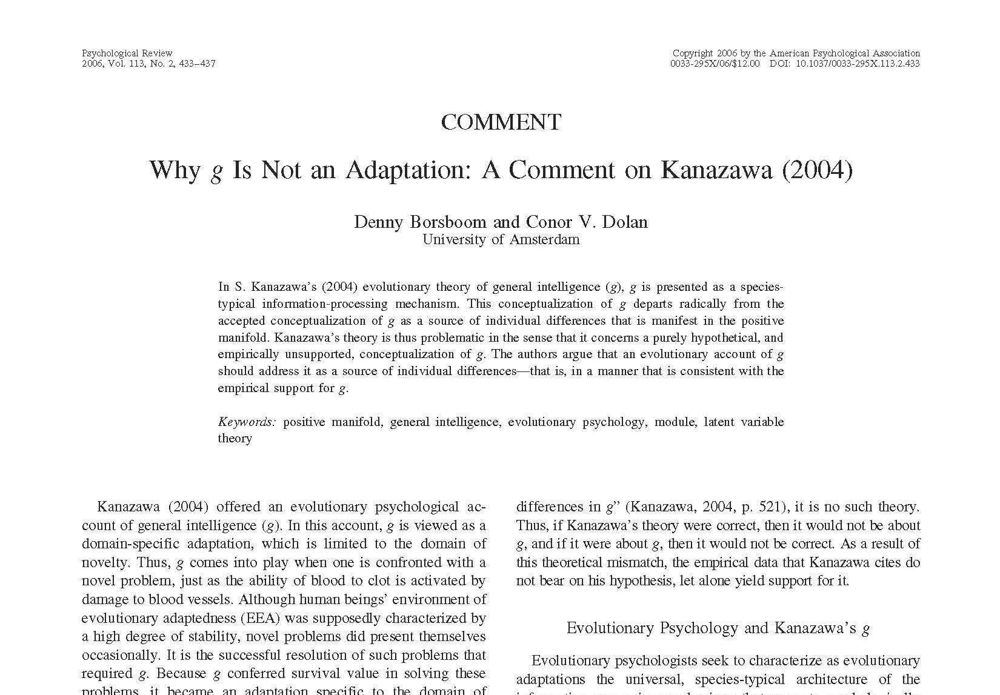 Psychological Review
2006, Vol. 113, No. 2, 433–437
Copyright 2006 by the American Psychological Association
0033-295X/06/$12.00 DOI: 10.1037/0033-295X.113.2.433
COMMENT
Why g Is Not an Adaptation: A Comment on Kanazawa (2004)
Denny Borsboom and Conor V. Dolan
University of Amsterdam
In S. Kanazawa’s (2004) evolutionary theory of general intelligence (g), g is presented as a species-
typical information-processing mechanism. This conceptualization of g departs radically from the
accepted conceptualization of g as a source of individual differences that is manifest in the positive
manifold. Kanazawa’s theory is thus problematic in the sense that it concerns a purely hypothetical, and
empirically unsupported, conceptualization of g. The authors argue that an evolutionary account of g
should address it as a source of individual differences—that is, in a manner that is consistent with the
empirical support for g.
Keywords: positive manifold, general intelligence, evolutionary psychology, module, latent variable
theory
Kanazawa (2004) offered an evolutionary psychological ac-
count of general intelligence (g). In this account, g is viewed as a
domain-specific adaptation, which is limited to the domain of
novelty. Thus, g comes into play when one is confronted with a
novel problem, just as the ability of blood to clot is activated by
damage to blood vessels. Although human beings’ environment of
evolutionary adaptedness (EEA) was supposedly characterized by
a high degree of stability, novel problems did present themselves
occasionally. It is the successful resolution of such problems that
required g. Because g conferred survival value in solving these
problems, it became an adaptation specific to the domain of
differences in g” (Kanazawa, 2004, p. 521), it is no such theory.
Thus, if Kanazawa’s theory were correct, then it would not be about
g, and if it were about g, then it would not be correct. As a result of
this theoretical mismatch, the empirical data that Kanazawa cites do
not bear on his hypothesis, let alone yield support for it.
Evolutionary Psychology and Kanazawa’s g
Evolutionary psychologists seek to characterize as evolutionary
adaptations the universal, species-typical architecture of the